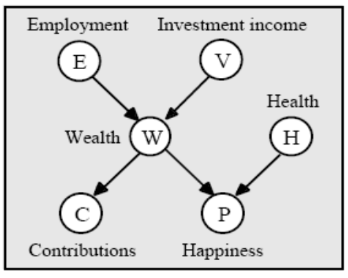 Employment Investment income
E V
Health
Wealth W H
C P
Contributions Happiness